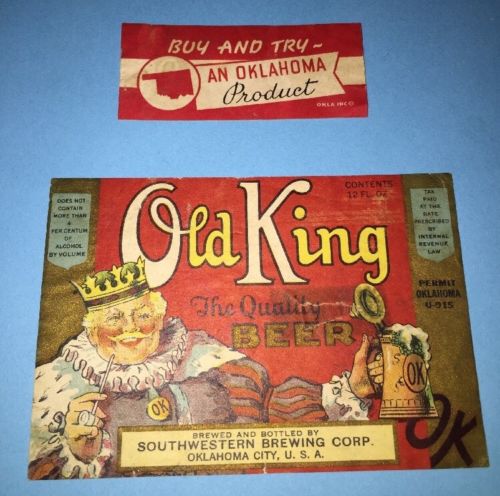 BUY AND TRY ~
AN OKLAHOMA
Product
OKLA INC ©
Old King
The Quality
BEER
CONTENTS
12 FL. OZ.
DOES NOT
CONTAIN
MORE THAN
4
PER CENTUM
OF
ALCOHOL
BY VOLUME
TAX
PAID
AT THE
RATE
PRESCRIBED
BY
INTERNAL
REVENUE
LAW
PERMIT
OKLAHOMA
U-915
OK
OK
OK
BREWED AND BOTTLED BY
SOUTHWESTERN BREWING CORP.
OKLAHOMA CITY, U. S. A.